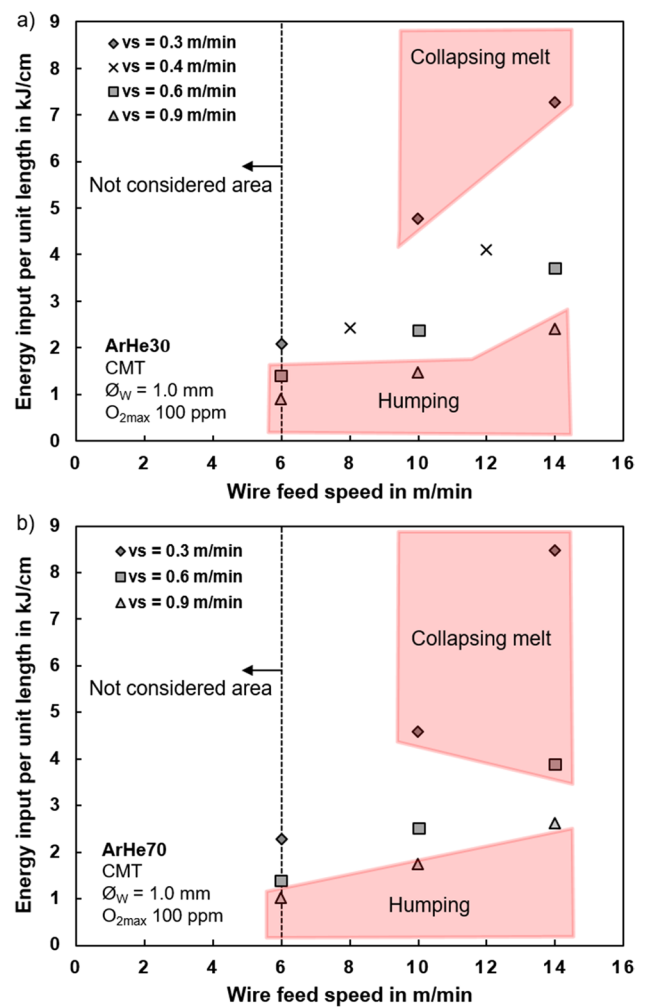 a)
Energy input per unit length in kJ/cm
9
8
7
6
5
4
3
2
1
0
vs = 0.3 m/min
vs = 0.4 m/min
vs = 0.6 m/min
vs = 0.9 m/min
Collapsing melt
Not considered area
ArHe30
CMT
Ø_W = 1.0 mm
O₂max 100 ppm
Humping
0 2 4 6 8 10 12 14 16
Wire feed speed in m/min
b)
Energy input per unit length in kJ/cm
9
8
7
6
5
4
3
2
1
0
vs = 0.3 m/min
vs = 0.6 m/min
vs = 0.9 m/min
Collapsing melt
Not considered area
ArHe70
CMT
Ø_W = 1.0 mm
O₂max 100 ppm
Humping
0 2 4 6 8 10 12 14 16
Wire feed speed in m/min